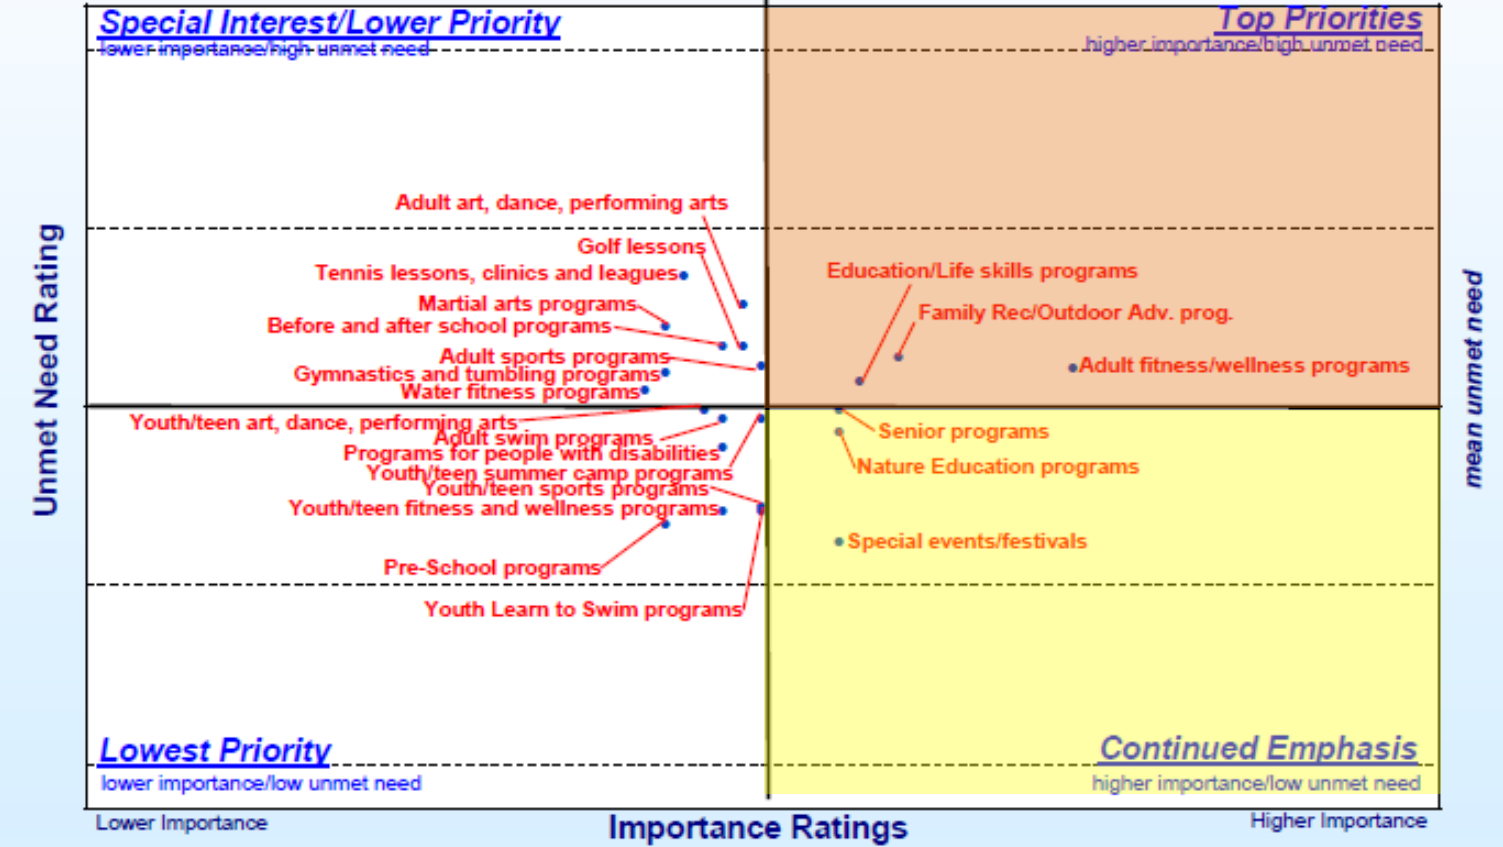 Special Interest/Lower Priority
lower importance/high unmet need
Top Priorities
higher importance/high unmet need
Adult art, dance, performing arts
Golf lessons
Tennis lessons, clinics and leagues
Martial arts programs
Before and after school programs
Adult sports programs
Gymnastics and tumbling programs
Water fitness programs
Education/Life skills programs
Family Rec/Outdoor Adv. prog.
Adult fitness/wellness programs
Unmet Need Rating
mean unmet need
Youth/teen art, dance, performing arts
Adult swim programs
Programs for people with disabilities
Youth/teen summer camp programs
Youth/teen sports programs
Youth/teen fitness and wellness programs
Pre-School programs
Youth Learn to Swim programs
Senior programs
Nature Education programs
Special events/festivals
Lowest Priority
lower importance/low unmet need
Continued Emphasis
higher importance/low unmet need
Lower Importance
Importance Ratings
Higher Importance